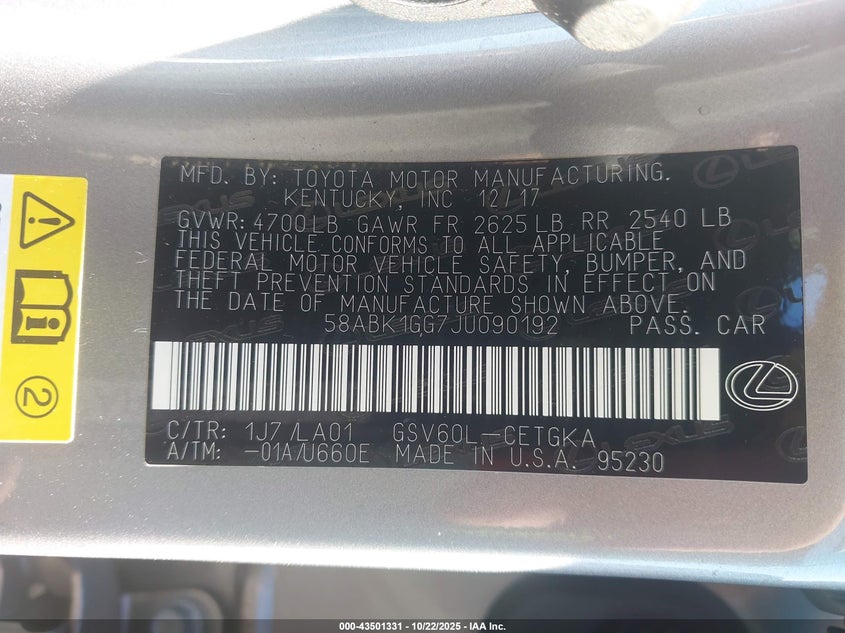 MFD. BY: TOYOTA MOTOR MANUFACTURING.
KENTUCKY, INC 12/17
GVWR: 4700LB GAWR FR 2625LB RR 2540 LB
THIS VEHICLE CONFORMS TO ALL APPLICABLE
FEDERAL MOTOR VEHICLE SAFETY, BUMPER, AND
THEFT PREVENTION STANDARDS IN EFFECT ON
THE DATE OF MANUFACTURE SHOWN ABOVE.
58ABK1GG7JU090192 PASS. CAR
C/TR: 1J7/LA01 GSV60L-CETGKA
A/TM: -01A/U660E MADE IN U.S.A. 95230
2
LEXUS
000-43501331 - 10/22/2025 - IAA Inc.